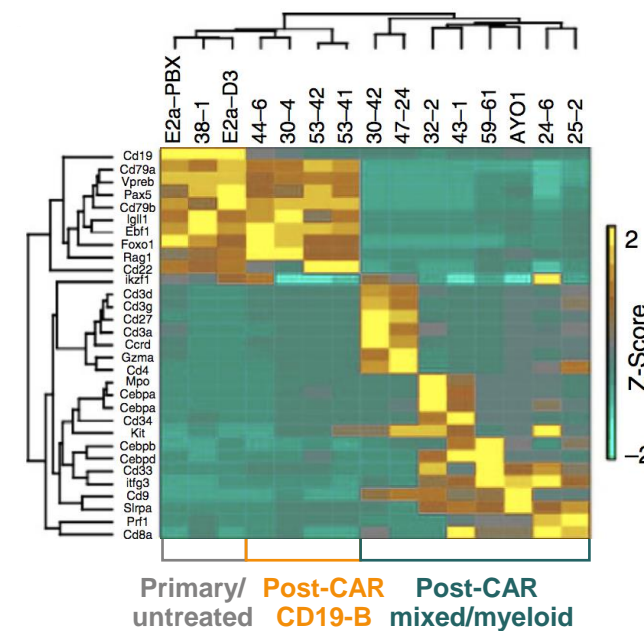 E2a–PBX
38–1
E2a–D3
44–6
30–4
53–42
53–41
30–42
47–24
32–2
43–1
59–61
AYO1
24–6
25–2
Cd19
Cd79a
Vpreb
Pax5
Cd79b
Igll1
Ebf1
Foxo1
Rag1
Cd22
ikzf1
Cd3d
Cd3g
Cd27
Cd3a
Ccrd
Gzma
Cd4
Mpo
Cebpa
Cebpa
Cd34
Kit
Cebpb
Cebpd
Cd33
itfg3
Cd9
Slrpa
Prf1
Cd8a
2
Z-Score
–2
Primary/ Post-CAR Post-CAR
untreated CD19-B mixed/myeloid